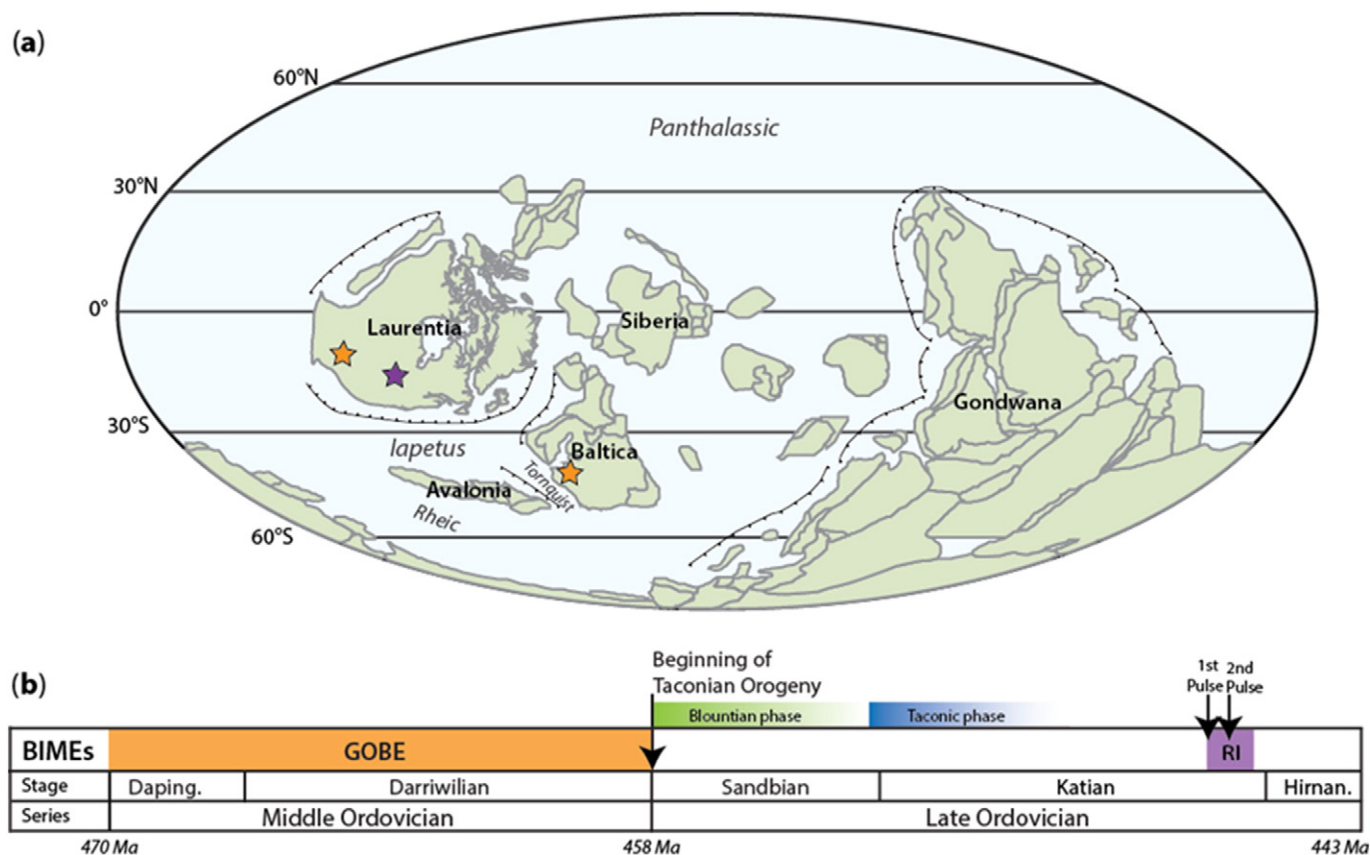 (a)
60°N
Panthalassic
30°N
0°
Laurentia
Siberia
Gondwana
30°S
Iapetus
Baltica
Tornquist
Avalonia
Rheic
60°S
(b)
Beginning of
Taconian Orogeny
1st
Pulse
2nd
Pulse
Blountian phase
Taconic phase
BIMEs
GOBE
RI
Stage
Daping.
Darriwilian
Sandbian
Katian
Hirnan.
Series
Middle Ordovician
Late Ordovician
470 Ma
458 Ma
443 Ma